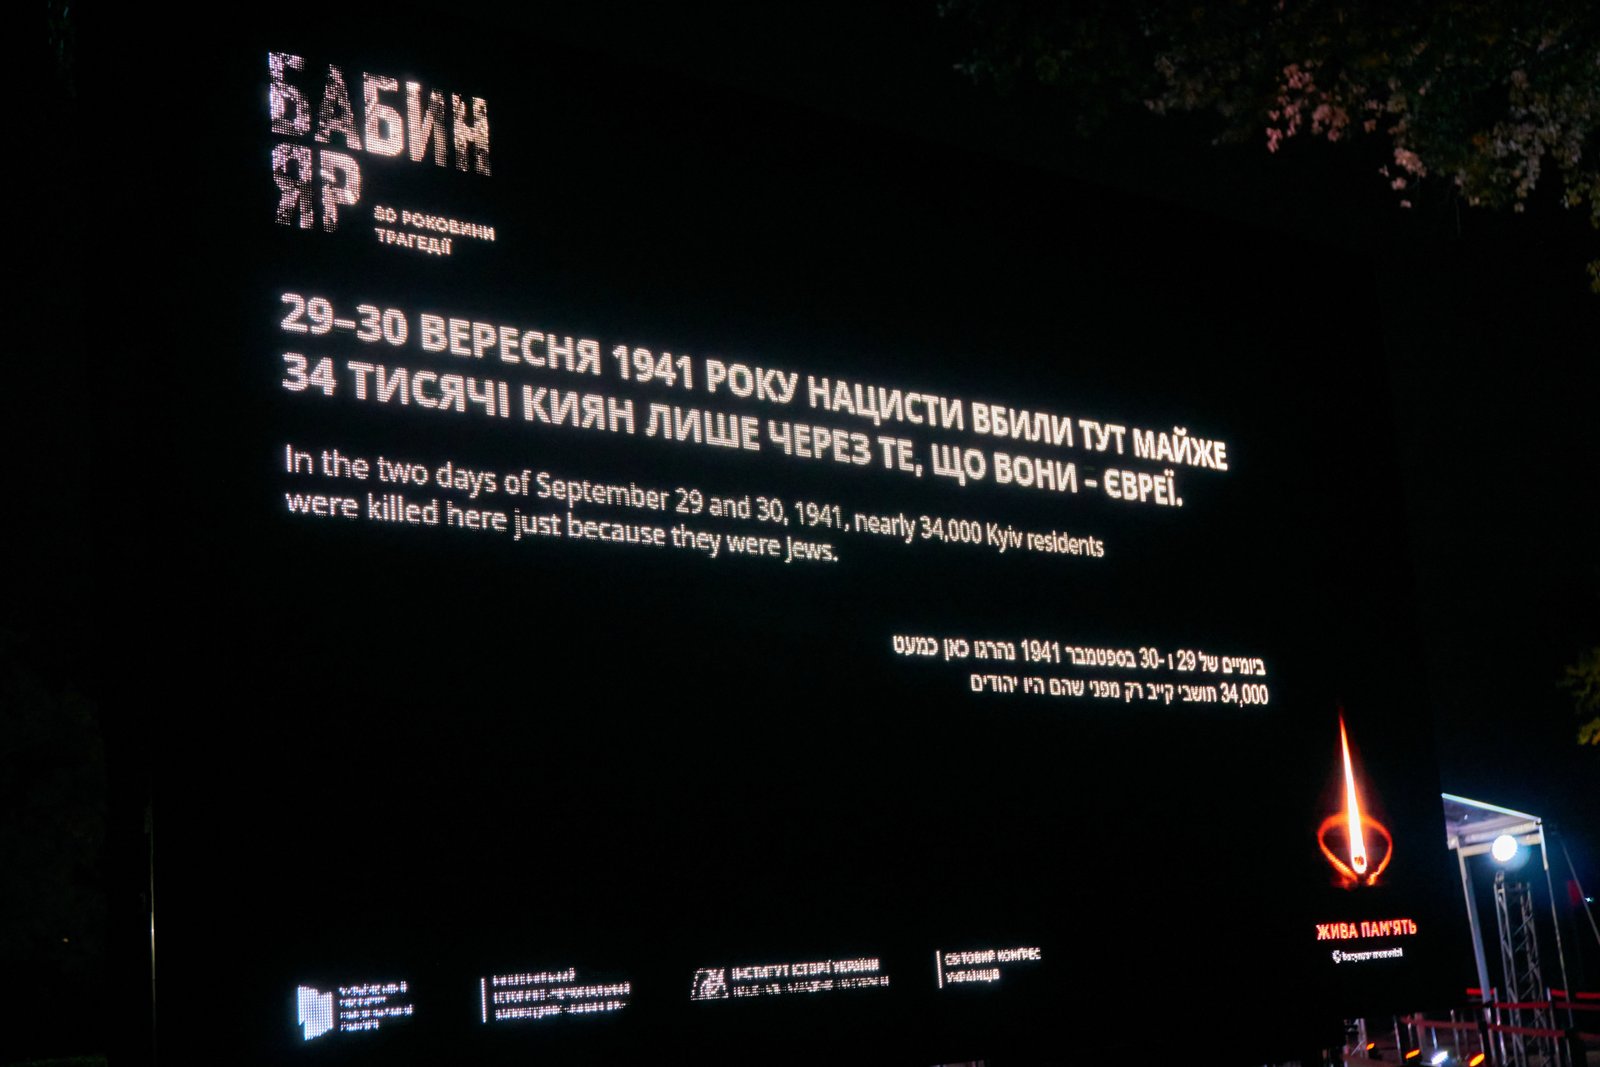 БАБИН
ЯР
80 РОКОВИНИ
ТРАГЕДІЇ
29–30 ВЕРЕСНЯ 1941 РОКУ НАЦИСТИ ВБИЛИ ТУТ МАЙЖЕ
34 ТИСЯЧІ КИЯН ЛИШЕ ЧЕРЕЗ ТЕ, ЩО ВОНИ – ЄВРЕЇ.
In the two days of September 29 and 30, 1941, nearly 34,000 Kyiv residents
were killed here just because they were Jews.
ביומיים של 29 ו -30 בספטמבר 1941 נהרגו כאן כמעט
34,000 תושבי קייב רק מפני שהם היו יהודים
ЖИВА ПАМ'ЯТЬ
ІНСТИТУТ ІСТОРІЇ УКРАЇНИ
СВІТОВИЙ КОНГРЕС
УКРАЇНЦІВ